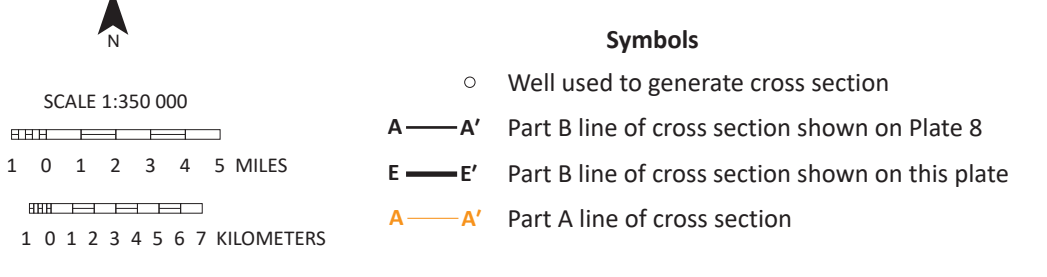 N
SCALE 1:350 000
1 0 1 2 3 4 5 MILES
1 0 1 2 3 4 5 6 7 KILOMETERS
Symbols
Well used to generate cross section
A A′ Part B line of cross section shown on Plate 8
E E′ Part B line of cross section shown on this plate
A A′ Part A line of cross section